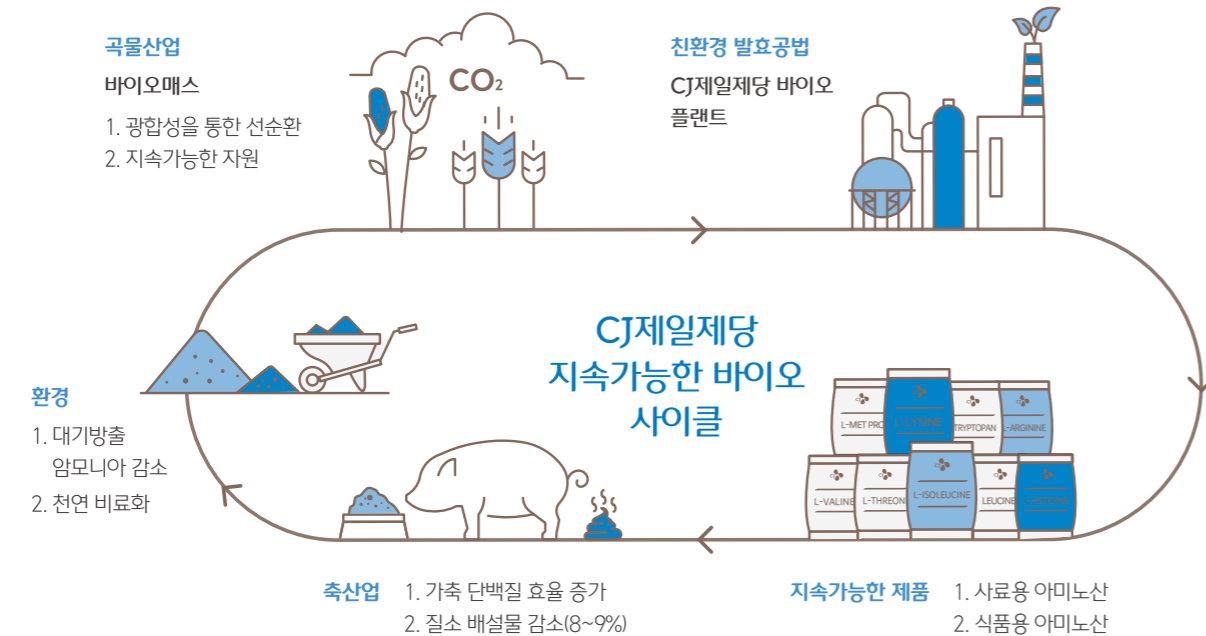 곡물산업
바이오매스
1. 광합성을 통한 선순환
2. 지속가능한 자원
CO₂
친환경 발효공법
CJ제일제당 바이오
플랜트
CJ제일제당
지속가능한 바이오
사이클
환경
1. 대기방출
암모니아 감소
2. 천연 비료화
L-MET PRO
L-LYSINE
TRYPTOPAN
L-ARGININE
L-VALINE
L-THREONI
L-ISOLEUCINE
LEUCINE
축산업
1. 가축 단백질 효율 증가
2. 질소 배설물 감소(8~9%)
지속가능한 제품
1. 사료용 아미노산
2. 식품용 아미노산